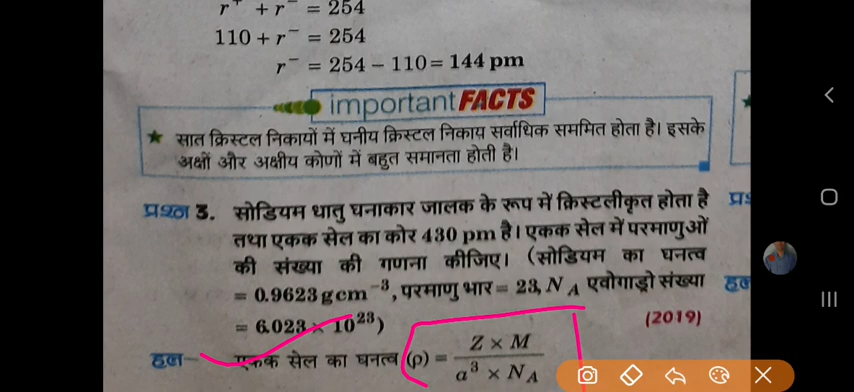 r⁺ + r⁻ = 254
110 + r⁻ = 254
r⁻ = 254 − 110 = 144 pm
important FACTS
★ सात क्रिस्टल निकायों में घनीय क्रिस्टल निकाय सर्वाधिक सममित होता है। इसके
अक्षों और अक्षीय कोणों में बहुत समानता होती है।
प्रश्न 3. सोडियम धातु घनाकार जालक के रूप में क्रिस्टलीकृत होता है
तथा एकक सेल का कोर 430 pm है। एकक सेल में परमाणुओं
की संख्या की गणना कीजिए। (सोडियम का घनत्व
= 0.9623 g cm⁻³, परमाणु भार = 23, N_A एवोगाड्रो संख्या
= 6.023 × 10²³)
(2019)
हल– एकक सेल का घनत्व (ρ) = Z × M / a³ × N_A